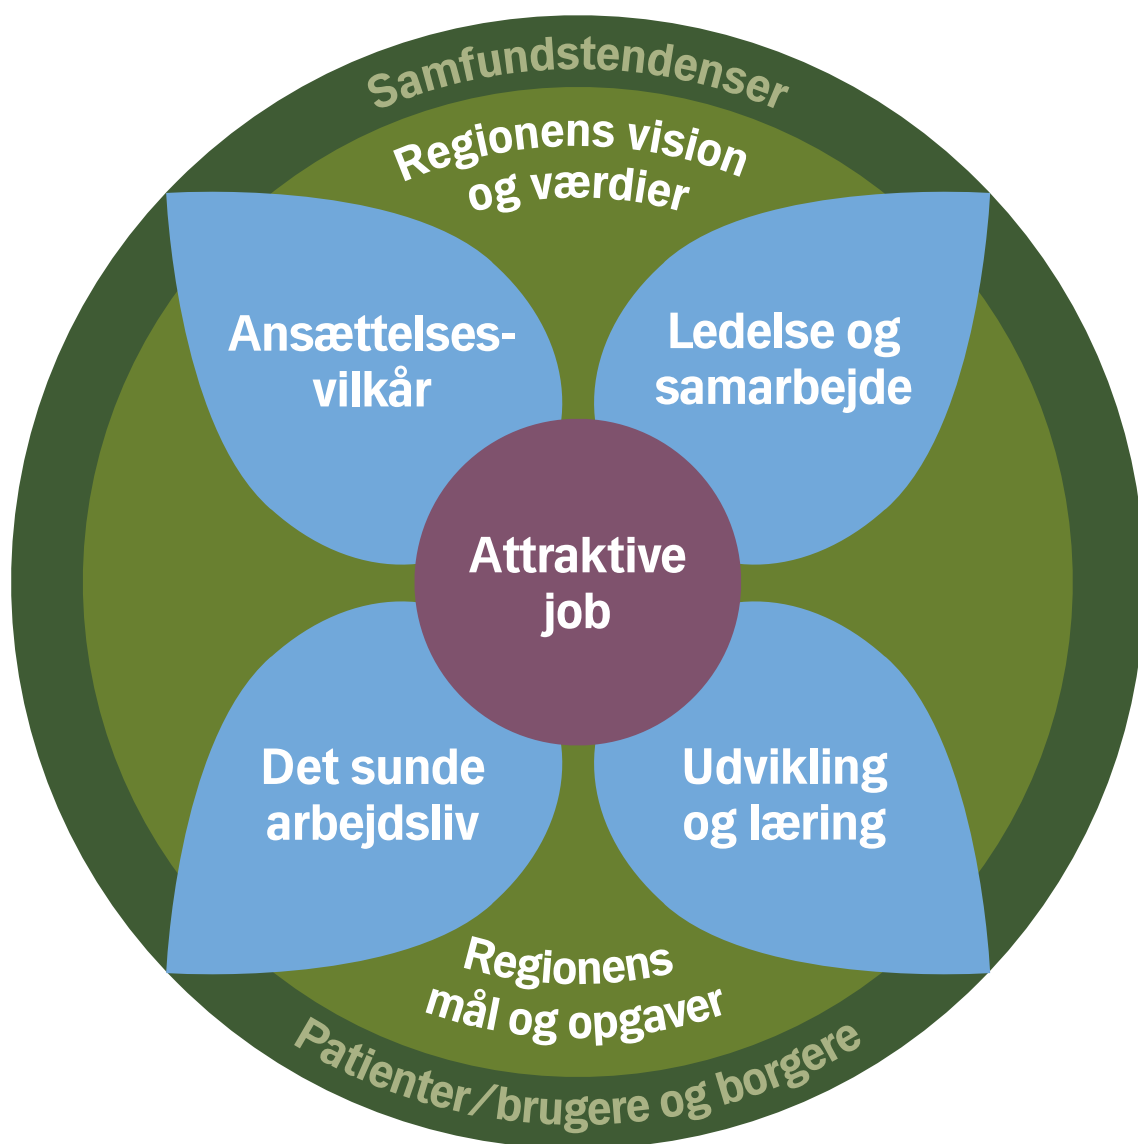 Samfundstendenser
Regionens vision
og værdier
Ansættelses-
vilkår
Ledelse og
samarbejde
Attraktive
job
Det sunde
arbejdsliv
Udvikling
og læring
Regionens
mål og opgaver
Patienter/brugere og borgere